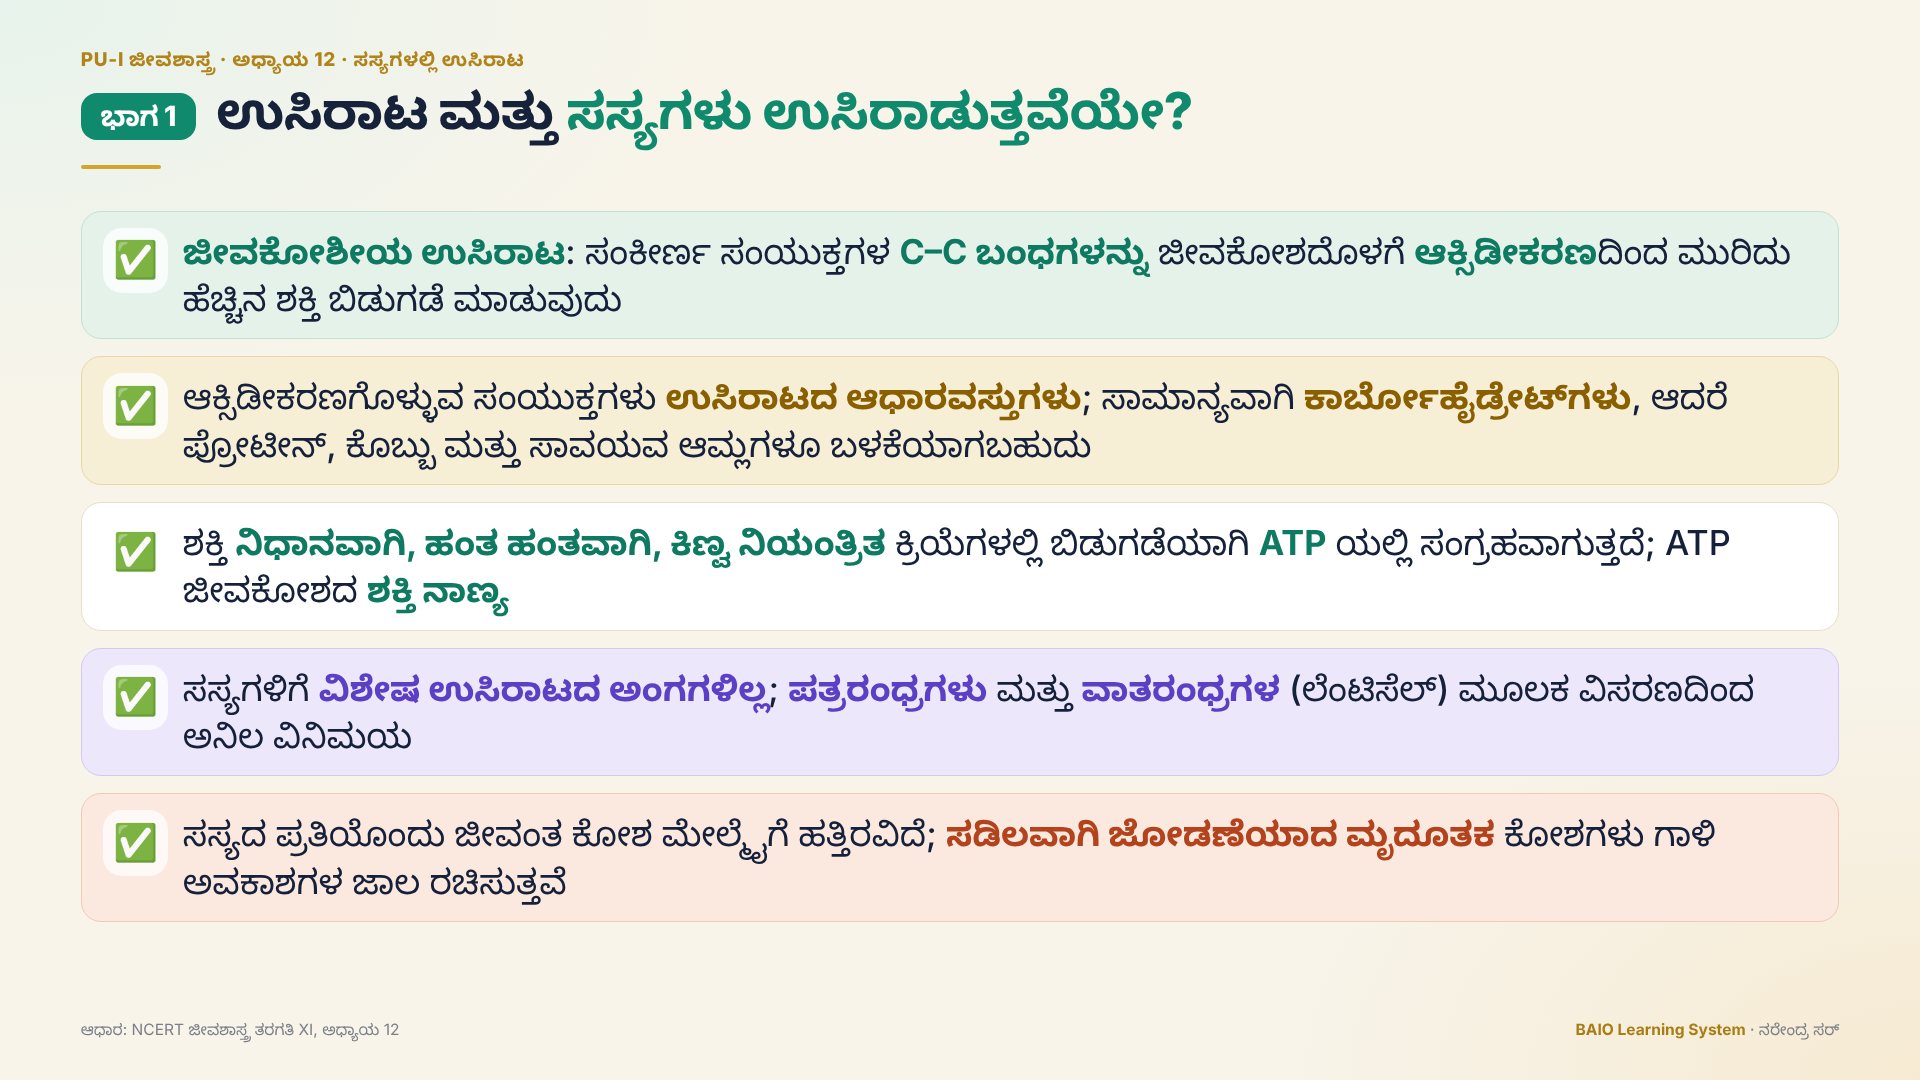 PU-I ಜೀವಶಾಸ್ತ್ರ · ಅಧ್ಯಾಯ 12 · ಸಸ್ಯಗಳಲ್ಲಿ ಉಸಿರಾಟ
ಭಾಗ 1 ಉಸಿರಾಟ ಮತ್ತು ಸಸ್ಯಗಳು ಉಸಿರಾಡುತ್ತವೆಯೇ?
✅ ಜೀವಕೋಶೀಯ ಉಸಿರಾಟ: ಸಂಕೀರ್ಣ ಸಂಯುಕ್ತಗಳ C–C ಬಂಧಗಳನ್ನು ಜೀವಕೋಶದೊಳಗೆ ಆಕ್ಸಿಡೀಕರಣದಿಂದ ಮುರಿದು
ಹೆಚ್ಚಿನ ಶಕ್ತಿ ಬಿಡುಗಡೆ ಮಾಡುವುದು
✅ ಆಕ್ಸಿಡೀಕರಣಗೊಳ್ಳುವ ಸಂಯುಕ್ತಗಳು ಉಸಿರಾಟದ ಆಧಾರವಸ್ತುಗಳು; ಸಾಮಾನ್ಯವಾಗಿ ಕಾರ್ಬೋಹೈಡ್ರೇಟ್‌ಗಳು, ಆದರೆ
ಪ್ರೋಟೀನ್, ಕೊಬ್ಬು ಮತ್ತು ಸಾವಯವ ಆಮ್ಲಗಳೂ ಬಳಕೆಯಾಗಬಹುದು
✅ ಶಕ್ತಿ ನಿಧಾನವಾಗಿ, ಹಂತ ಹಂತವಾಗಿ, ಕಿಣ್ವ ನಿಯಂತ್ರಿತ ಕ್ರಿಯೆಗಳಲ್ಲಿ ಬಿಡುಗಡೆಯಾಗಿ ATP ಯಲ್ಲಿ ಸಂಗ್ರಹವಾಗುತ್ತದೆ; ATP
ಜೀವಕೋಶದ ಶಕ್ತಿ ನಾಣ್ಯ
✅ ಸಸ್ಯಗಳಿಗೆ ವಿಶೇಷ ಉಸಿರಾಟದ ಅಂಗಗಳಿಲ್ಲ; ಪತ್ರರಂಧ್ರಗಳು ಮತ್ತು ವಾತರಂಧ್ರಗಳ (ಲೆಂಟಿಸೆಲ್) ಮೂಲಕ ವಿಸರಣದಿಂದ
ಅನಿಲ ವಿನಿಮಯ
✅ ಸಸ್ಯದ ಪ್ರತಿಯೊಂದು ಜೀವಂತ ಕೋಶ ಮೇಲ್ಮೈಗೆ ಹತ್ತಿರವಿದೆ; ಸಡಿಲವಾಗಿ ಜೋಡಣೆಯಾದ ಮೃದೂತಕ ಕೋಶಗಳು ಗಾಳಿ
ಅವಕಾಶಗಳ ಜಾಲ ರಚಿಸುತ್ತವೆ
ಆಧಾರ: NCERT ಜೀವಶಾಸ್ತ್ರ ತರಗತಿ XI, ಅಧ್ಯಾಯ 12
BAIO Learning System · ನರೇಂದ್ರ ಸರ್